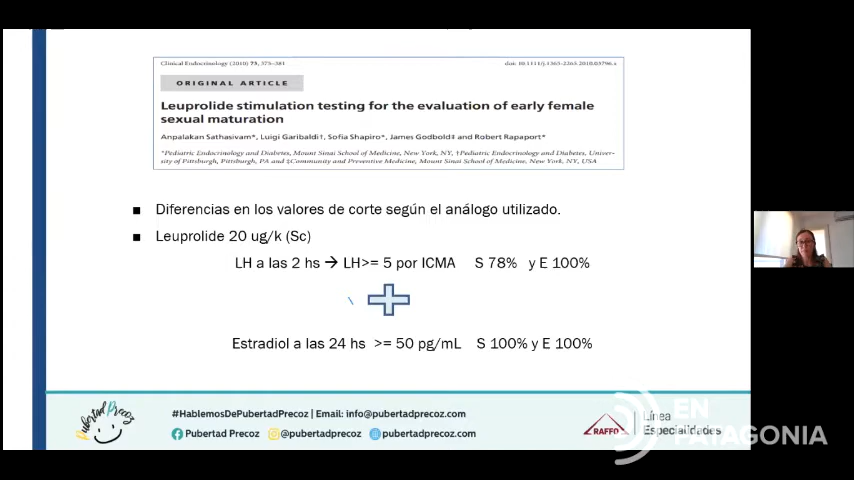 Clinical Endocrinology (2010) 73, 375–381
doi: 10.1111/j.1365-2265.2010.03796.x
ORIGINAL ARTICLE
Leuprolide stimulation testing for the evaluation of early female
sexual maturation
Anpalakan Sathasivam*, Luigi Garibaldi†, Sofia Shapiro*, James Godbold‡ and Robert Rapaport*
*Pediatric Endocrinology and Diabetes, Mount Sinai School of Medicine, New York, NY, †Pediatric Endocrinology and Diabetes, Univer-
sity of Pittsburgh, Pittsburgh, PA and ‡Community and Preventive Medicine, Mount Sinai School of Medicine, New York, NY, USA
■ Diferencias en los valores de corte según el análogo utilizado.
■ Leuprolide 20 ug/k (Sc)
LH a las 2 hs → LH>= 5 por ICMA S 78% y E 100%
Estradiol a las 24 hs >= 50 pg/mL S 100% y E 100%
Pubertad Precoz
#HablemosDePubertadPrecoz | Email: info@pubertadprecoz.com
Pubertad Precoz @pubertadprecoz pubertadprecoz.com
RAFFO
Línea
Especialidades
EN
PATAGONIA